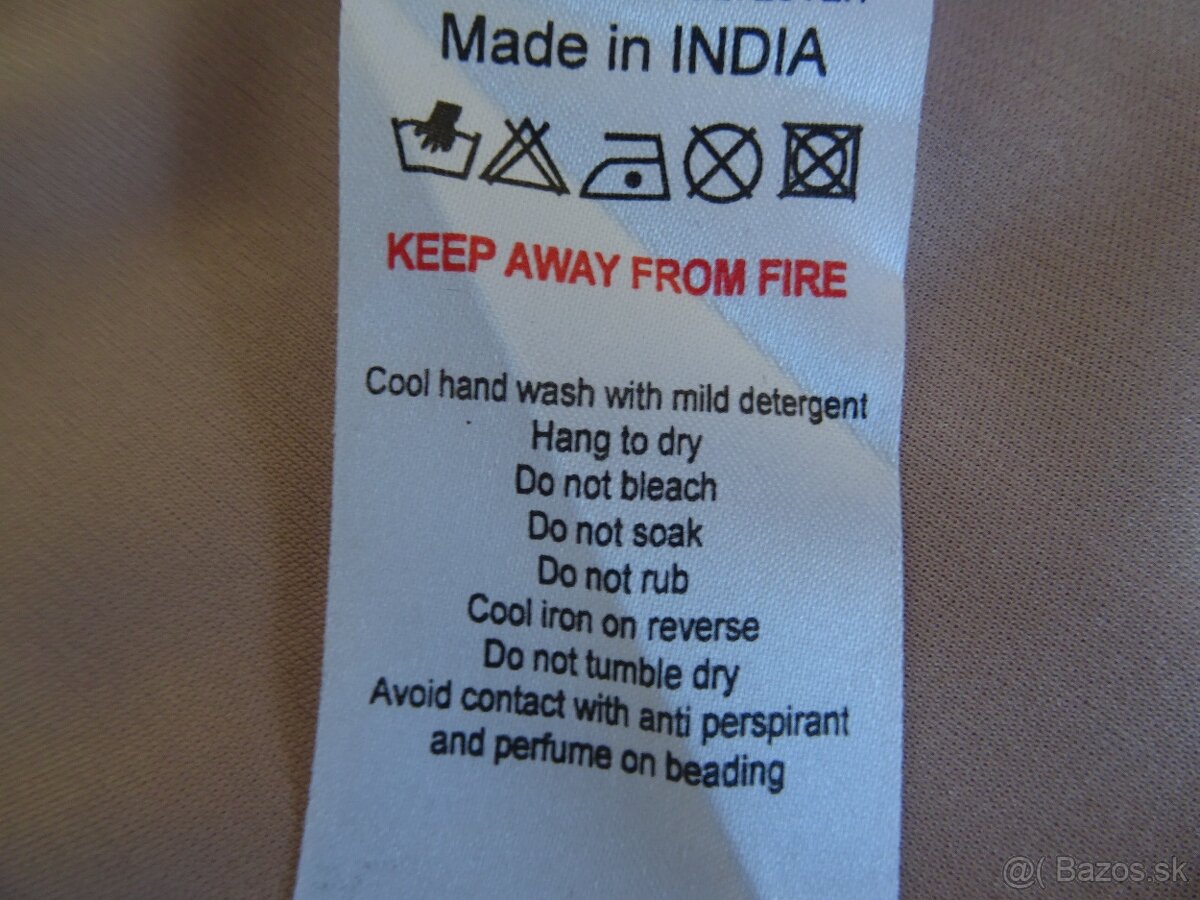 Made in INDIA
KEEP AWAY FROM FIRE
Cool hand wash with mild detergent
Hang to dry
Do not bleach
Do not soak
Do not rub
Cool iron on reverse
Do not tumble dry
Avoid contact with anti perspirant
and perfume on beading
@( Bazos.sk